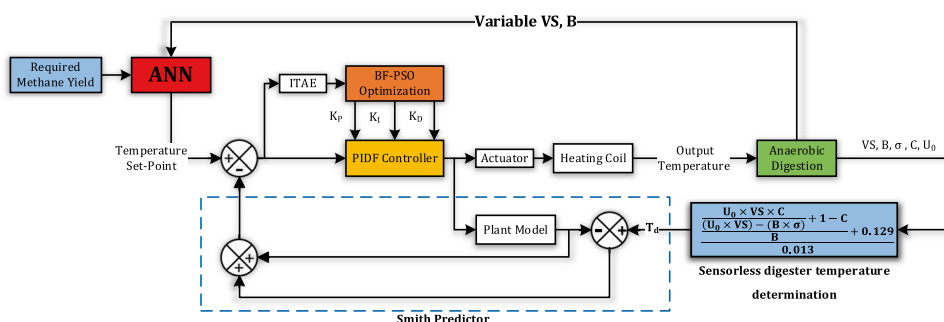 Variable VS, B
Required
Methane Yield
ANN
ITAE
BF-PSO
Optimization
K_P
K_I
K_D
Temperature
Set-Point
+
-
PIDF Controller
Actuator
Heating Coil
Output
Temperature
Anaerobic
Digestion
VS, B, σ , C, U_0
Plant Model
-
+
T_d
U_0 × VS × C
(U_0 × VS) − (B × σ)
+ 1 − C
B
+ 0.129
0.013
+
+
Sensorless digester temperature
determination
Smith Predictor